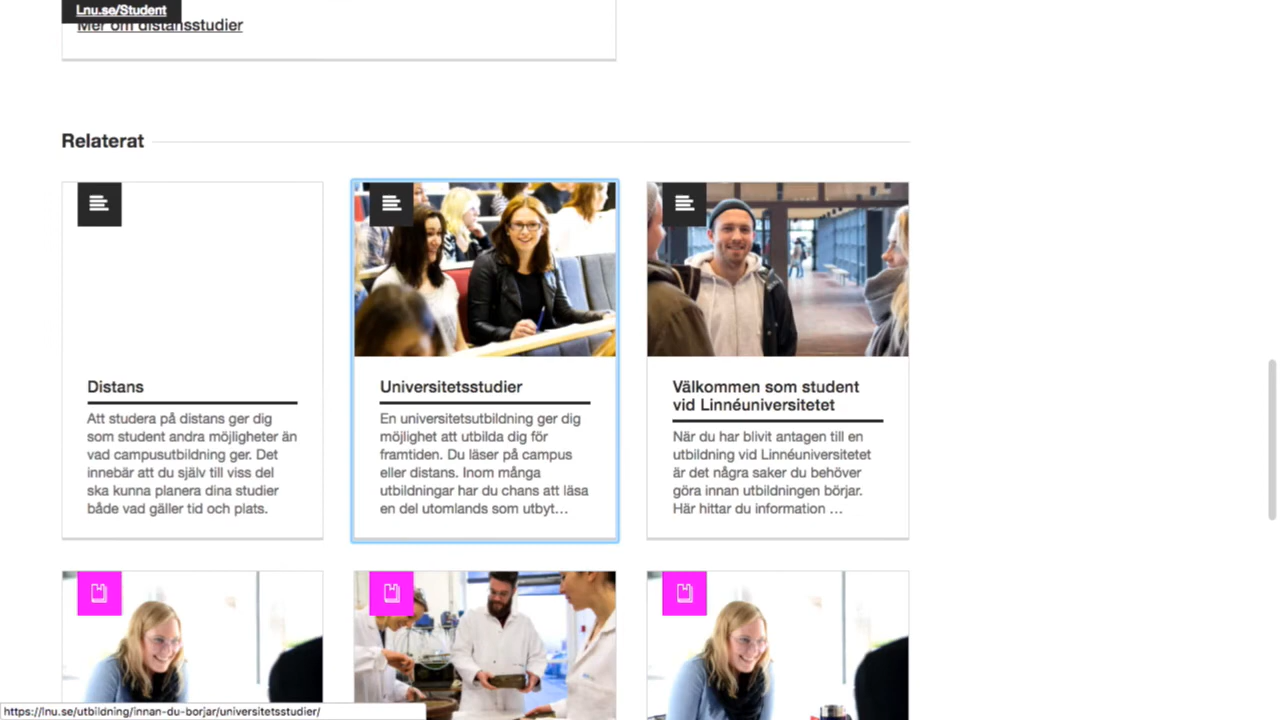 Lnu.se/Student
Mer om distansstudier
Relaterat
Distans
Att studera på distans ger dig
som student andra möjligheter än
vad campusutbildning ger. Det
innebär att du själv till viss del
ska kunna planera dina studier
både vad gäller tid och plats.
Universitetsstudier
En universitetsutbildning ger dig
möjlighet att utbilda dig för
framtiden. Du läser på campus
eller distans. Inom många
utbildningar har du chans att läsa
en del utomlands som utbyt...
Välkommen som student
vid Linnéuniversitetet
När du har blivit antagen till en
utbildning vid Linnéuniversitetet
är det några saker du behöver
göra innan utbildningen börjar.
Här hittar du information ...
https://lnu.se/utbildning/innan-du-borjar/universitetsstudier/